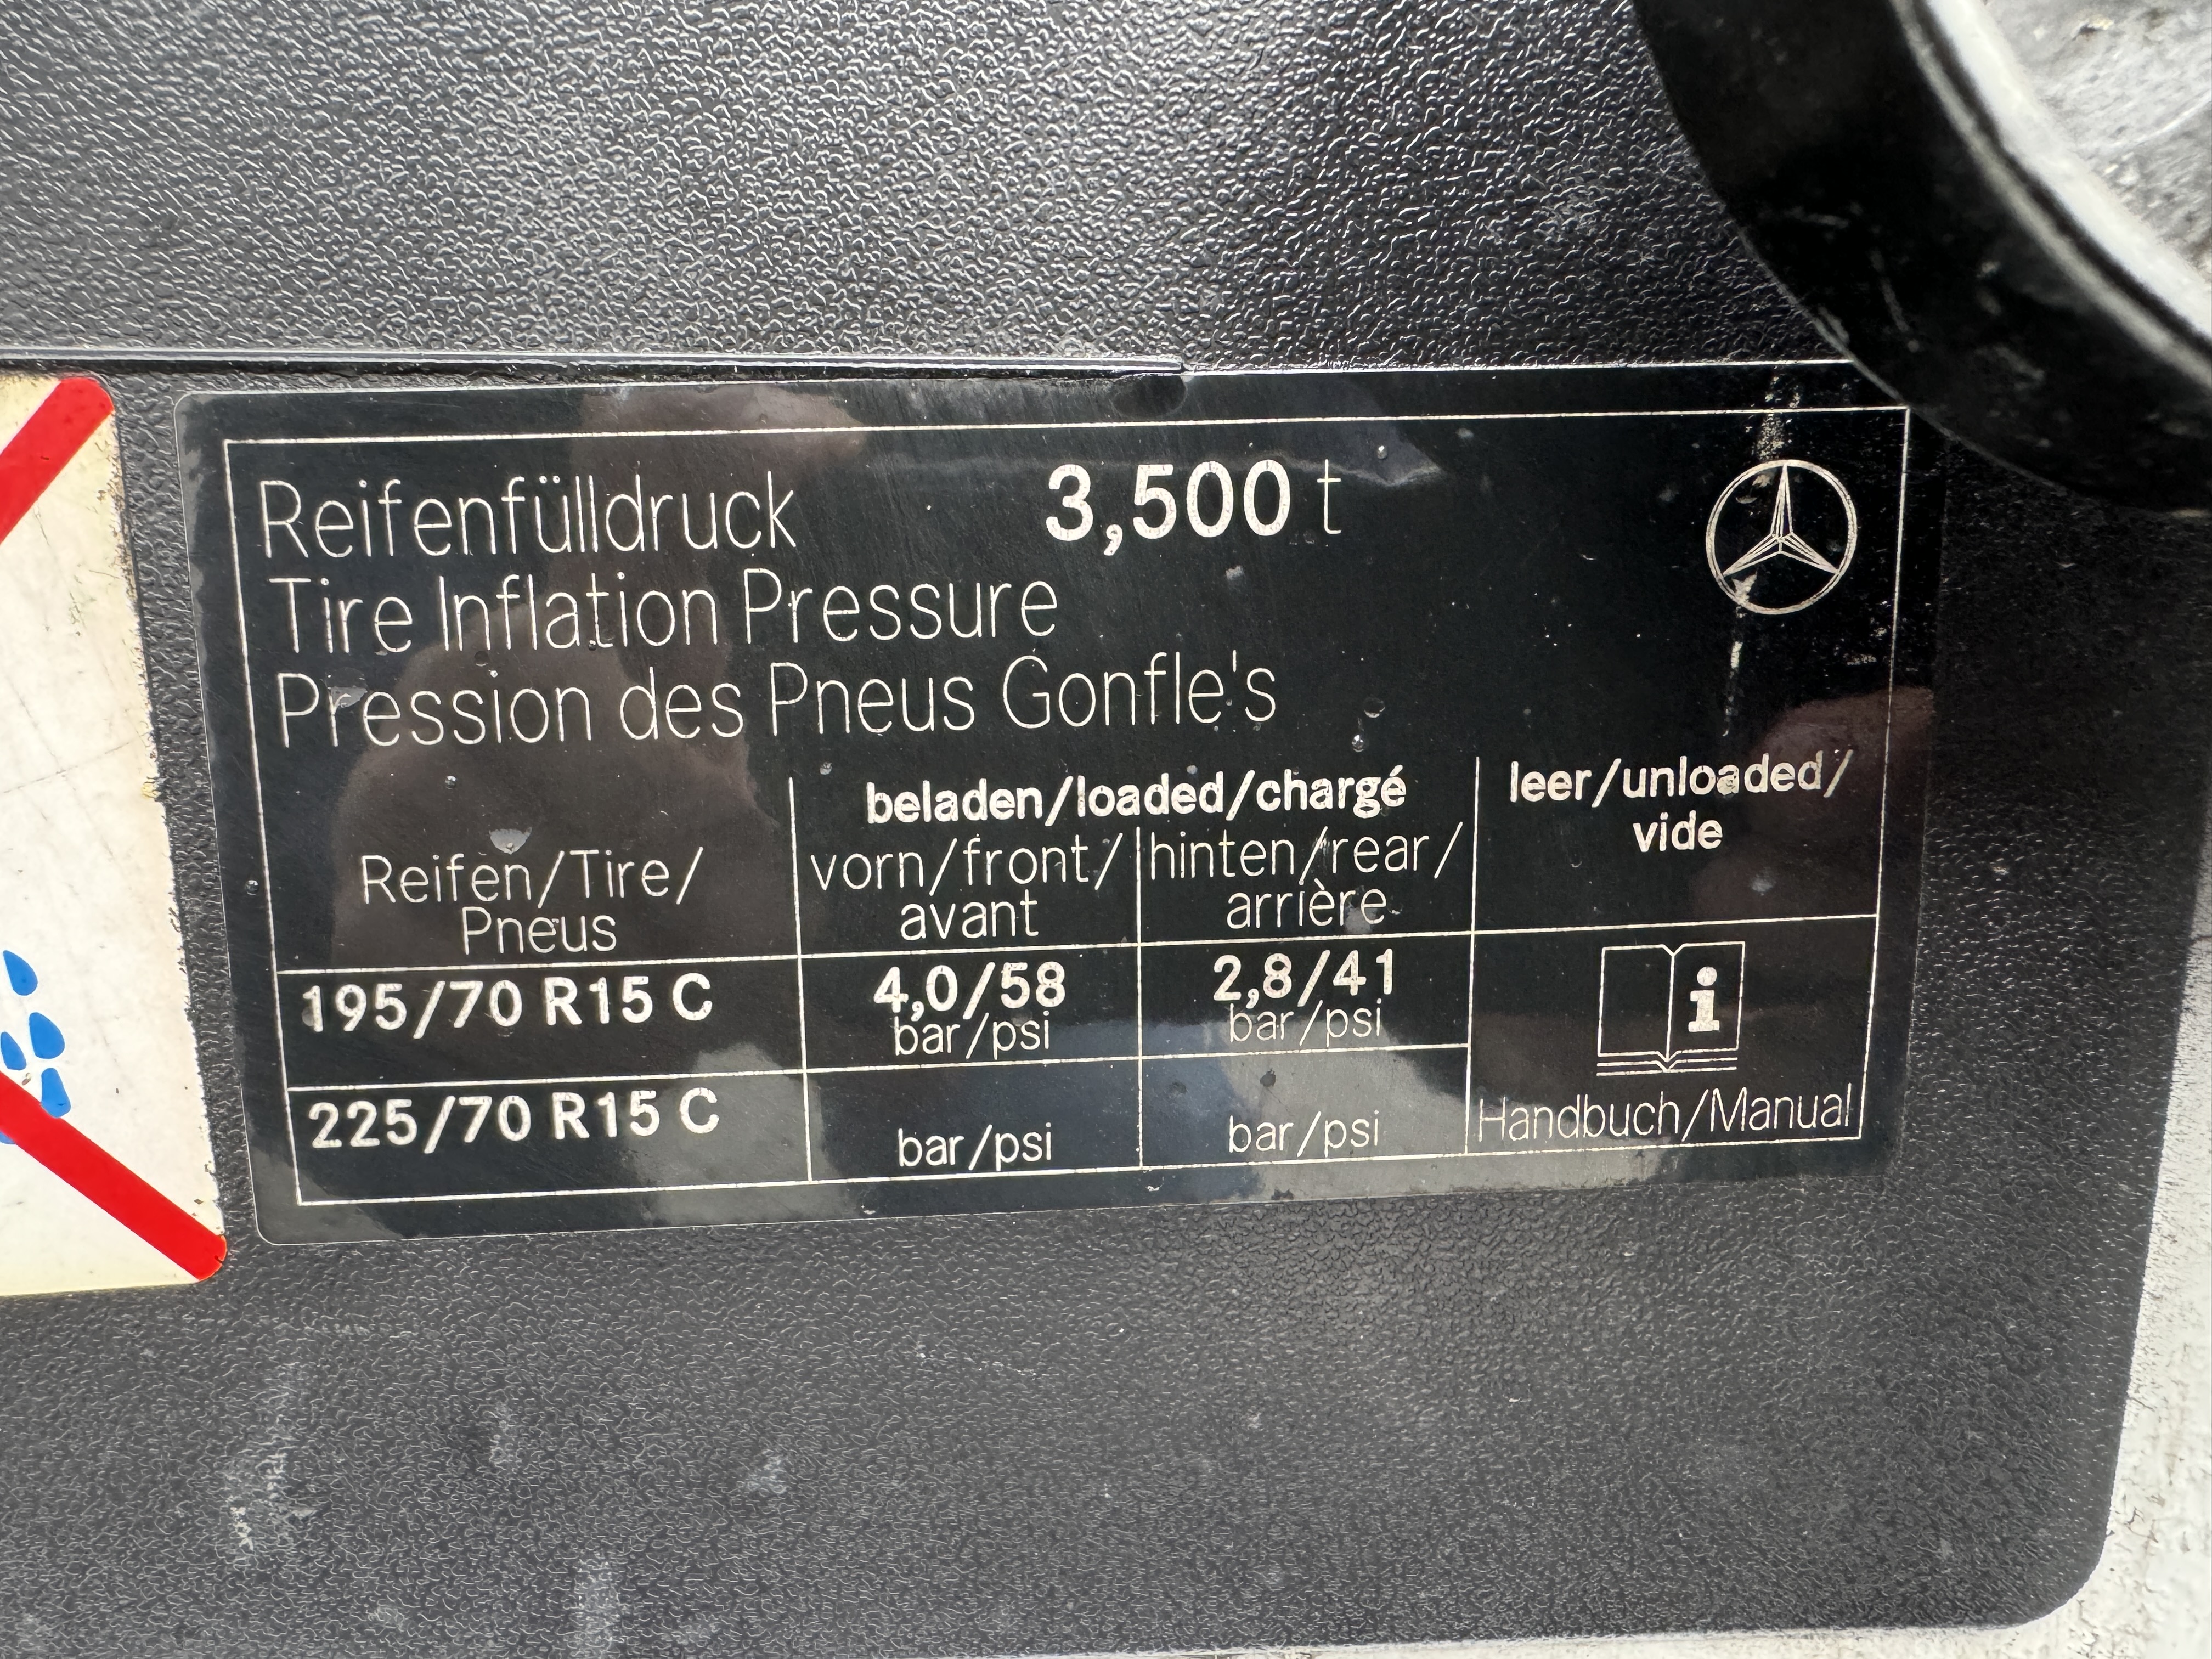 Reifenfülldruck 3,500 t
Tire Inflation Pressure
Pression des Pneus Gonfle's
beladen/loaded/chargé leer/unloaded/
vide
Reifen/Tire/ vorn/front/ hinten/rear/
Pneus avant arrière
195/70 R15 C 4,0/58 2,8/41
bar/psi bar/psi
225/70 R15 C
bar/psi bar/psi
i
Handbuch/Manual